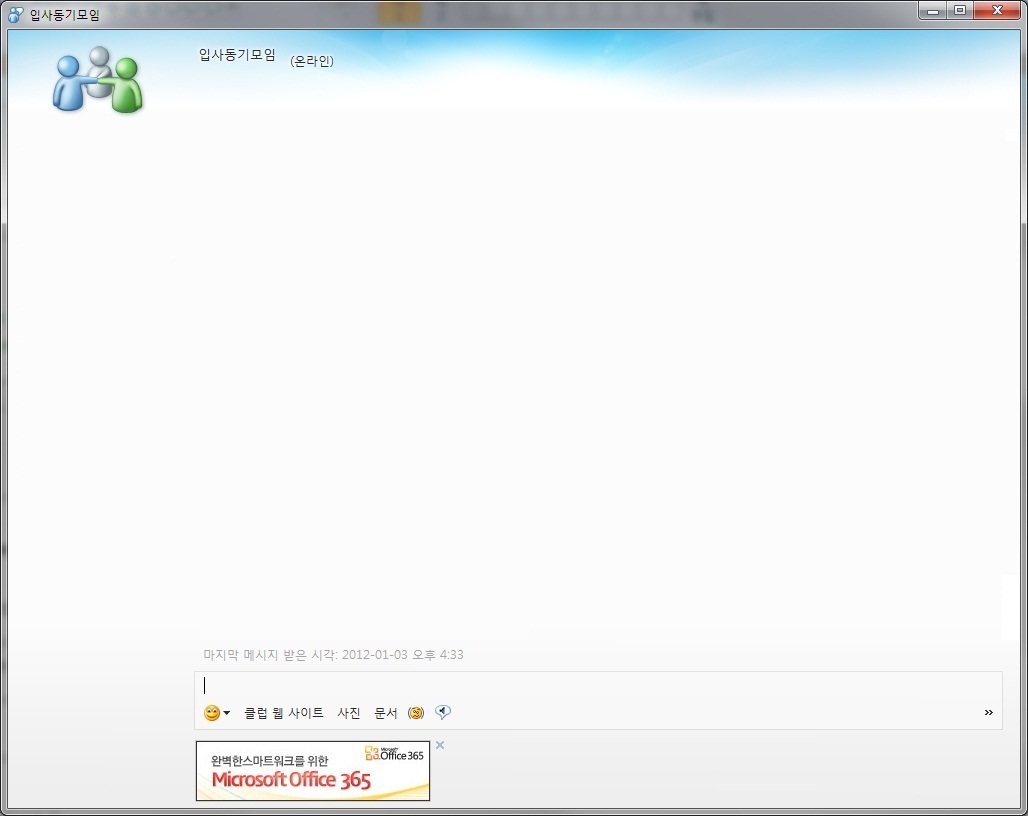 입사동기모임
입사동기모임 (온라인)
마지막 메시지 받은 시각: 2012-01-03 오후 4:33
클럽 웹 사이트 사진 문서
»
완벽한스마트워크를 위한
Microsoft Office 365
Microsoft Office 365